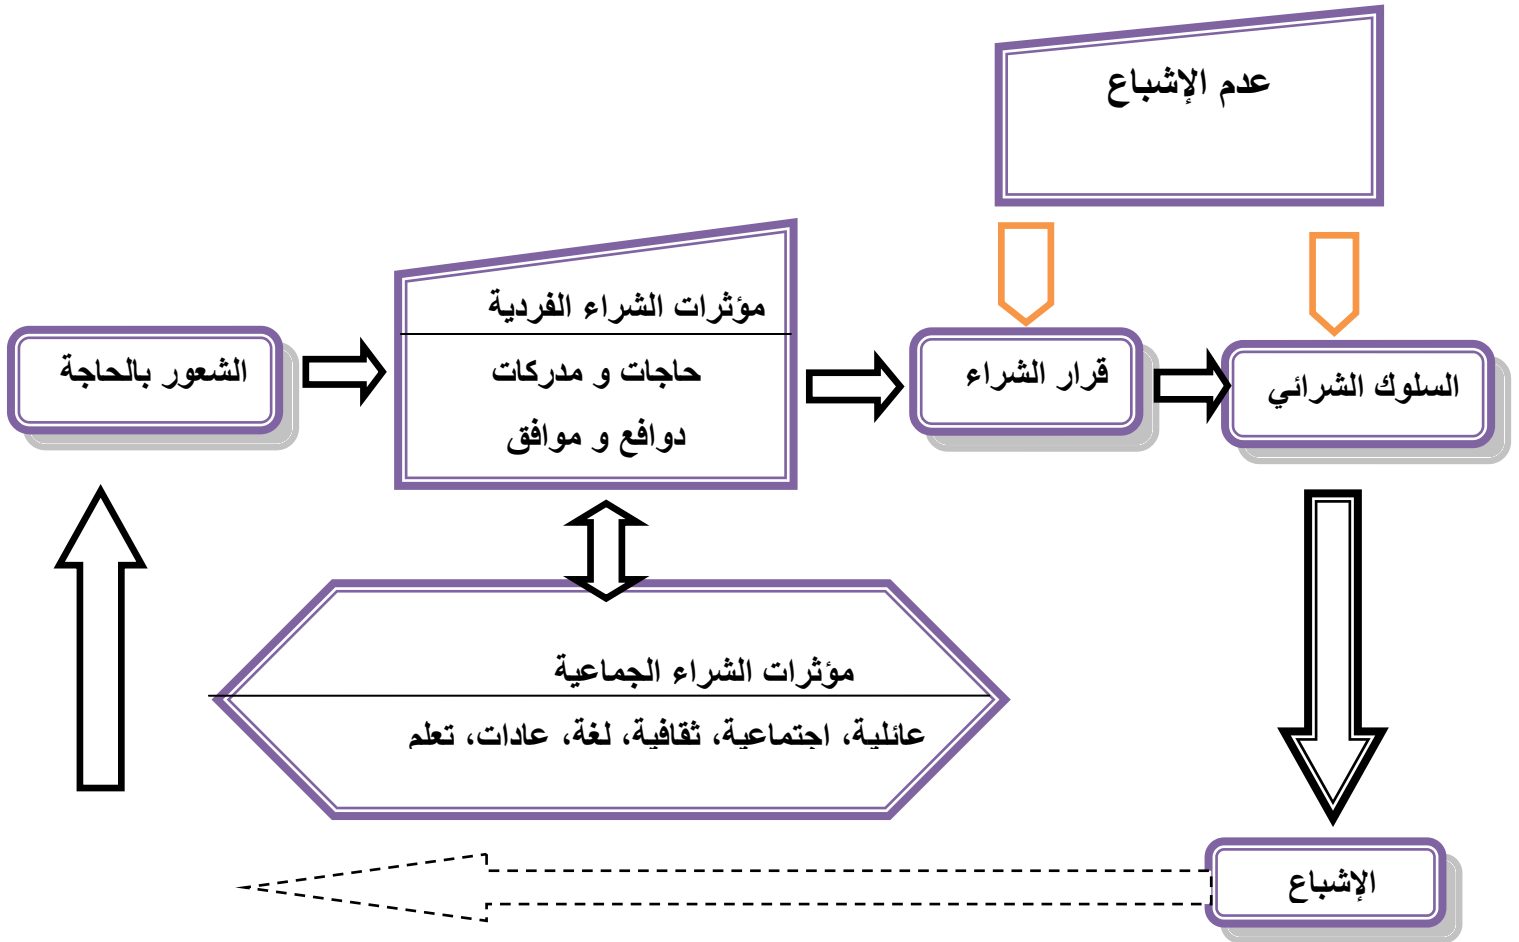 عدم الإشباع
مؤثرات الشراء الفردية
حاجات و مدركات
دوافع و موافق
الشعور بالحاجة
قرار الشراء
السلوك الشرائي
مؤثرات الشراء الجماعية
عائلية، اجتماعية، ثقافية، لغة، عادات، تعلم
الإشباع